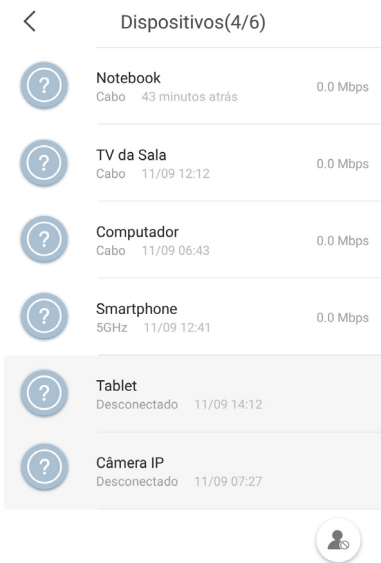 Dispositivos(4/6)
Notebook
0.0 Mbps
Cabo 43 minutos atrás
TV da Sala
0.0 Mbps
Cabo 11/09 12:12
Computador
0.0 Mbps
Cabo 11/09 06:43
Smartphone
0.0 Mbps
5GHz 11/09 12:41
Tablet
Desconectado 11/09 14:12
Câmera IP
Desconectado 11/09 07:27